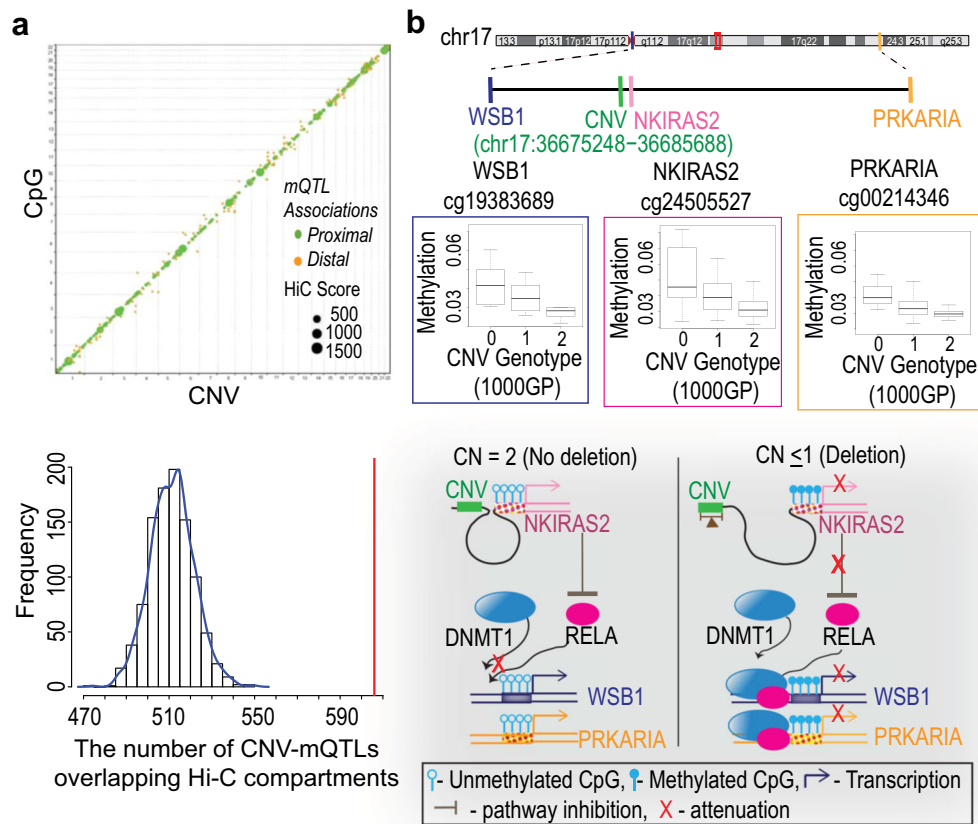 a
CpG
mQTL
Associations
Proximal
Distal
HiC Score
500
1000
1500
CNV
Frequency
0
50
100
150
200
470
510
550
590
The number of CNV-mQTLs
overlapping Hi-C compartments
b
chr17
13.3
p13.1
17p12
17p112
q112
17q12
17q22
24.3
25.1
q25.3
WSB1
CNV
NKIRAS2
PRKARIA
(chr17:36675248–36685688)
WSB1
cg19383689
Methylation
0.03
0.06
0 1 2
CNV Genotype
(1000GP)
NKIRAS2
cg24505527
Methylation
0.03
0.06
0 1 2
CNV Genotype
(1000GP)
PRKARIA
cg00214346
Methylation
0.03
0.06
0 1 2
CNV Genotype
(1000GP)
CN = 2 (No deletion)
CNV
NKIRAS2
DNMT1
RELA
X
WSB1
PRKARIA
CN ≤1 (Deletion)
CNV
X
NKIRAS2
X
DNMT1
RELA
X
WSB1
X
PRKARIA
- Unmethylated CpG, - Methylated CpG, - Transcription
- pathway inhibition, X - attenuation